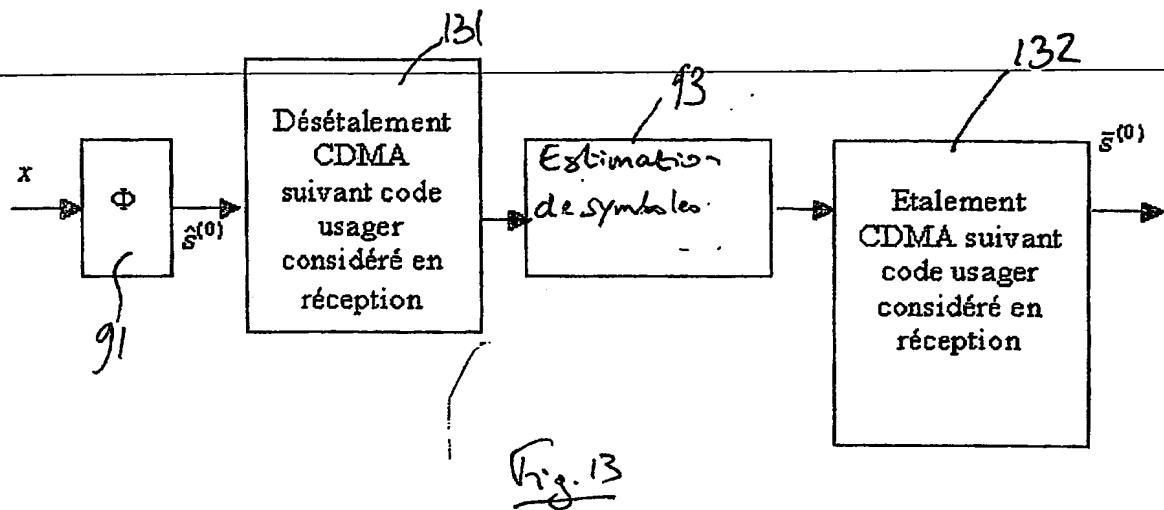 131
Désétalement
CDMA
suivant code
usager
considéré en
réception
93
Estimation
de symboles.
132
Etalement
CDMA suivant
code usager
considéré en
réception
x
Φ
ŝ⁽⁰⁾
s̄⁽⁰⁾
91
Fig. 13